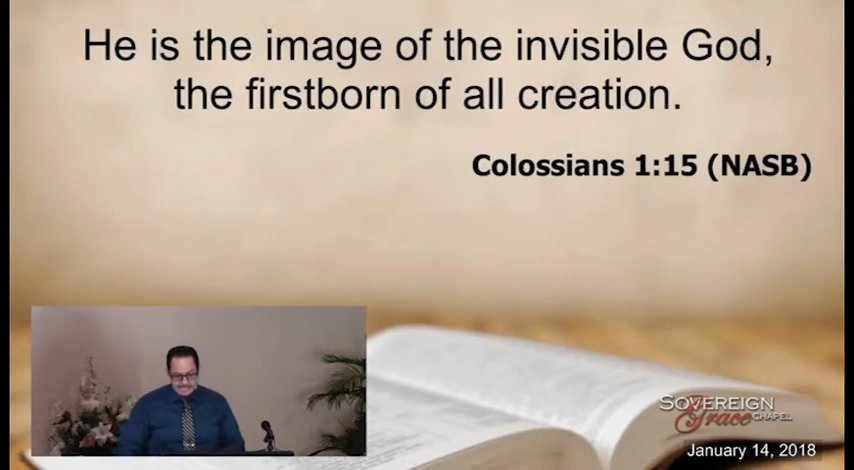 He is the image of the invisible God,
the firstborn of all creation.
Colossians 1:15 (NASB)
SOVEREIGN
Grace CHAPEL
January 14, 2018